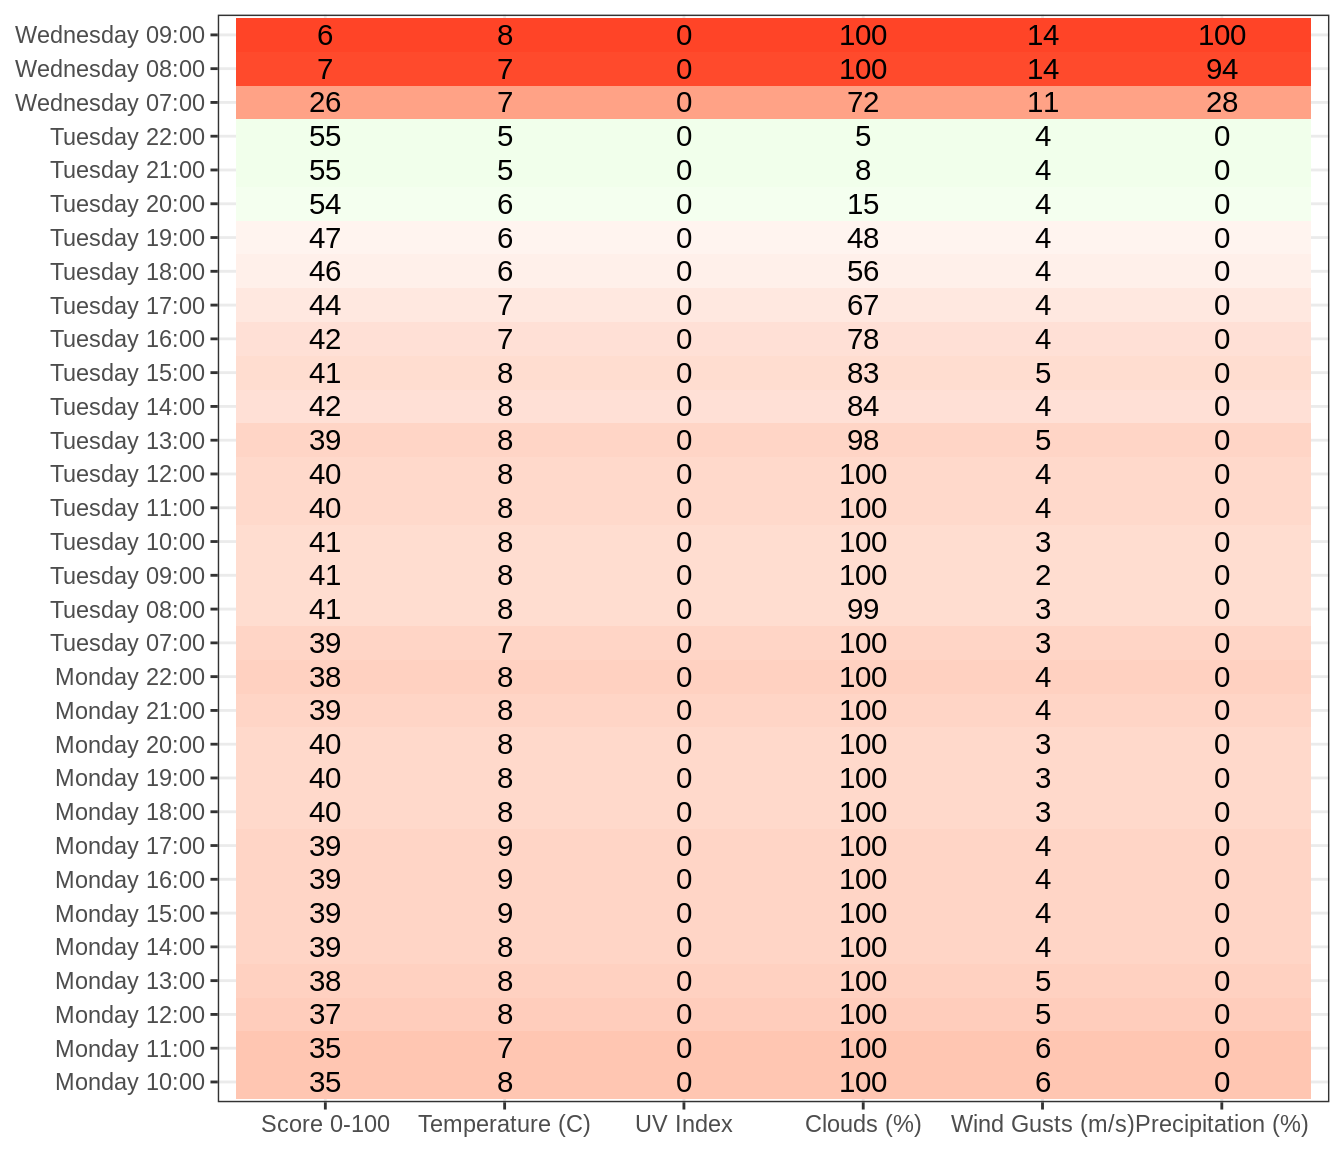 Wednesday 09:00 6 8 0 100 14 100
Wednesday 08:00 7 7 0 100 14 94
Wednesday 07:00 26 7 0 72 11 28
Tuesday 22:00 55 5 0 5 4 0
Tuesday 21:00 55 5 0 8 4 0
Tuesday 20:00 54 6 0 15 4 0
Tuesday 19:00 47 6 0 48 4 0
Tuesday 18:00 46 6 0 56 4 0
Tuesday 17:00 44 7 0 67 4 0
Tuesday 16:00 42 7 0 78 4 0
Tuesday 15:00 41 8 0 83 5 0
Tuesday 14:00 42 8 0 84 4 0
Tuesday 13:00 39 8 0 98 5 0
Tuesday 12:00 40 8 0 100 4 0
Tuesday 11:00 40 8 0 100 4 0
Tuesday 10:00 41 8 0 100 3 0
Tuesday 09:00 41 8 0 100 2 0
Tuesday 08:00 41 8 0 99 3 0
Tuesday 07:00 39 7 0 100 3 0
Monday 22:00 38 8 0 100 4 0
Monday 21:00 39 8 0 100 4 0
Monday 20:00 40 8 0 100 3 0
Monday 19:00 40 8 0 100 3 0
Monday 18:00 40 8 0 100 3 0
Monday 17:00 39 9 0 100 4 0
Monday 16:00 39 9 0 100 4 0
Monday 15:00 39 9 0 100 4 0
Monday 14:00 39 8 0 100 4 0
Monday 13:00 38 8 0 100 5 0
Monday 12:00 37 8 0 100 5 0
Monday 11:00 35 7 0 100 6 0
Monday 10:00 35 8 0 100 6 0
Score 0-100 Temperature (C) UV Index Clouds (%) Wind Gusts (m/s) Precipitation (%)